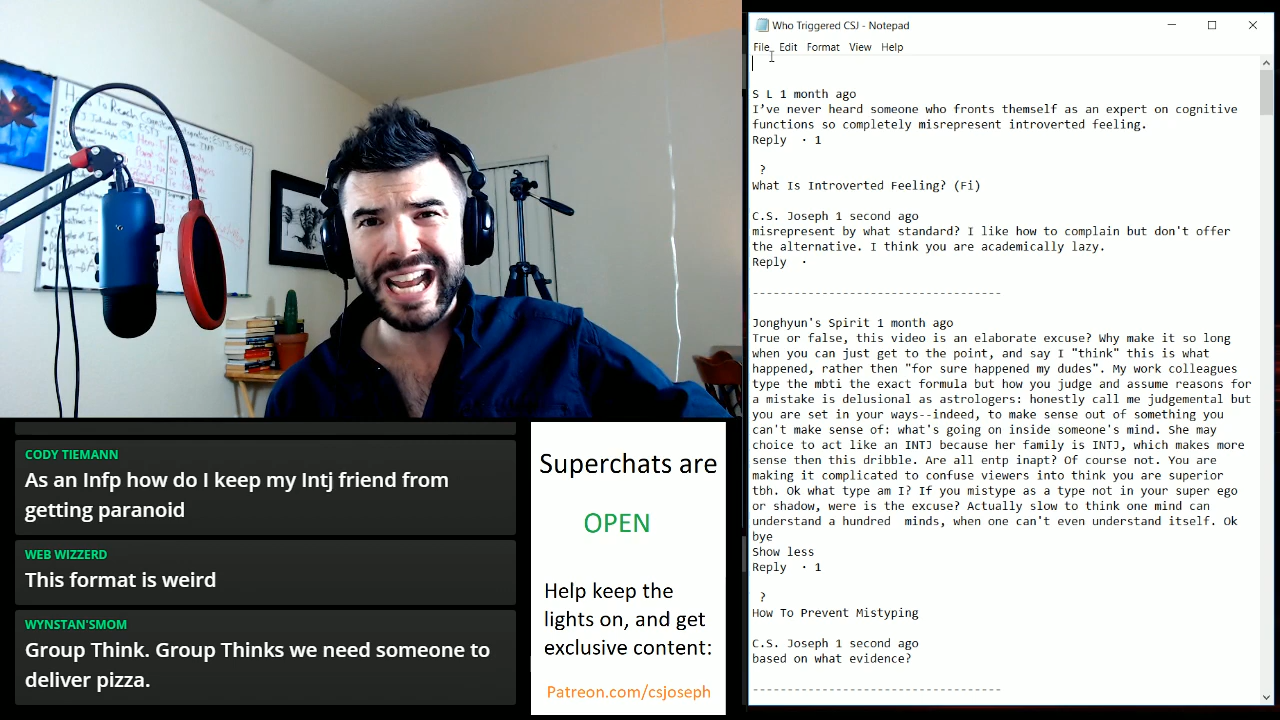 How To Reach
CODY TIEMANN
As an Infp how do I keep my Intj friend from
getting paranoid
WEB WIZZERD
This format is weird
WYNSTAN'SMOM
Group Think. Group Thinks we need someone to
deliver pizza.
Superchats are
OPEN
Help keep the
lights on, and get
exclusive content:
Patreon.com/csjoseph
Who Triggered CSJ - Notepad
File Edit Format View Help
S L 1 month ago
I've never heard someone who fronts themself as an expert on cognitive
functions so completely misrepresent introverted feeling.
Reply · 1
?
What Is Introverted Feeling? (Fi)
C.S. Joseph 1 second ago
misrepresent by what standard? I like how to complain but don't offer
the alternative. I think you are academically lazy.
Reply ·
-----------------------------------
Jonghyun's Spirit 1 month ago
True or false, this video is an elaborate excuse? Why make it so long
when you can just get to the point, and say I "think" this is what
happened, rather then "for sure happened my dudes". My work colleagues
type the mbti the exact formula but how you judge and assume reasons for
a mistake is delusional as astrologers: honestly call me judgemental but
you are set in your ways--indeed, to make sense out of something you
can't make sense of: what's going on inside someone's mind. She may
choice to act like an INTJ because her family is INTJ, which makes more
sense then this dribble. Are all entp inapt? Of course not. You are
making it complicated to confuse viewers into think you are superior
tbh. Ok what type am I? If you mistype as a type not in your super ego
or shadow, were is the excuse? Actually slow to think one mind can
understand a hundred  minds, when one can't even understand itself. Ok
bye
Show less
Reply · 1
?
How To Prevent Mistyping
C.S. Joseph 1 second ago
based on what evidence?
-----------------------------------